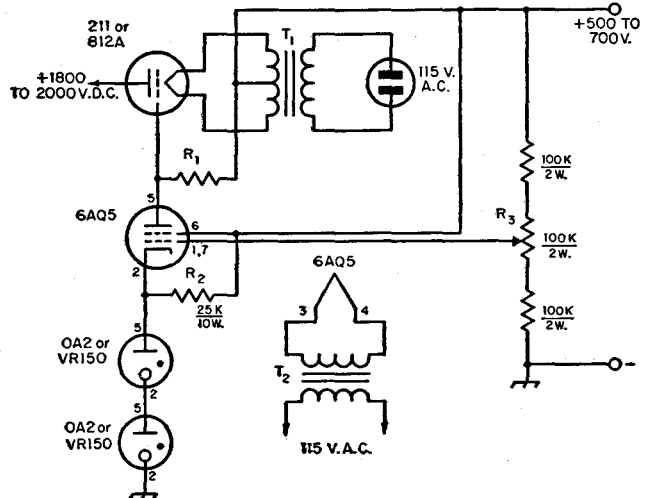 211 or
812A
+1800
TO 2000 V.D.C.
T1
115 V.
A.C.
+500 TO
700V.
R1
5
6AQ5
6
1,7
2
R2
25K
10W.
R3
100K
2W.
100K
2W.
100K
2W.
6AQ5
3
4
T2
115 V.A.C.
5
OA2 or
VR150
2
5
OA2 or
VR150
2
-